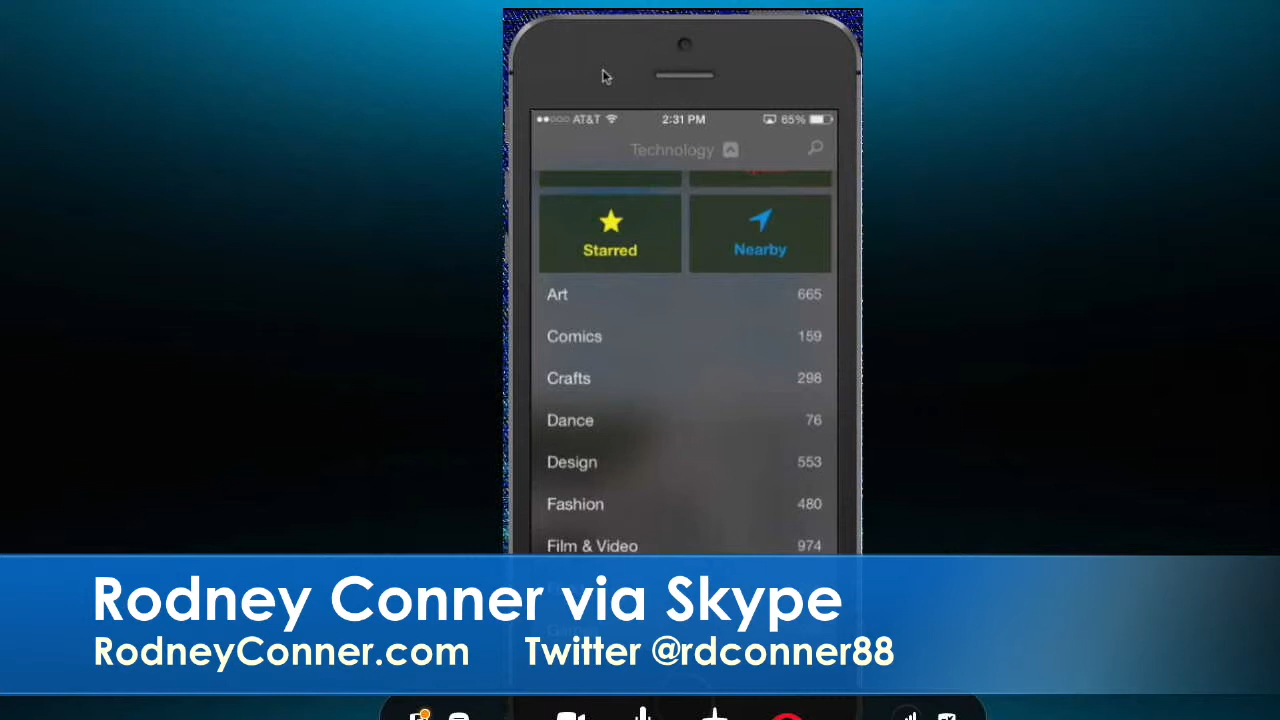 AT&T 2:31 PM 65%
Technology
Starred Nearby
Art 665
Comics 159
Crafts 298
Dance 76
Design 553
Fashion 480
Film & Video 974
Rodney Conner via Skype
RodneyConner.com Twitter @rdconner88